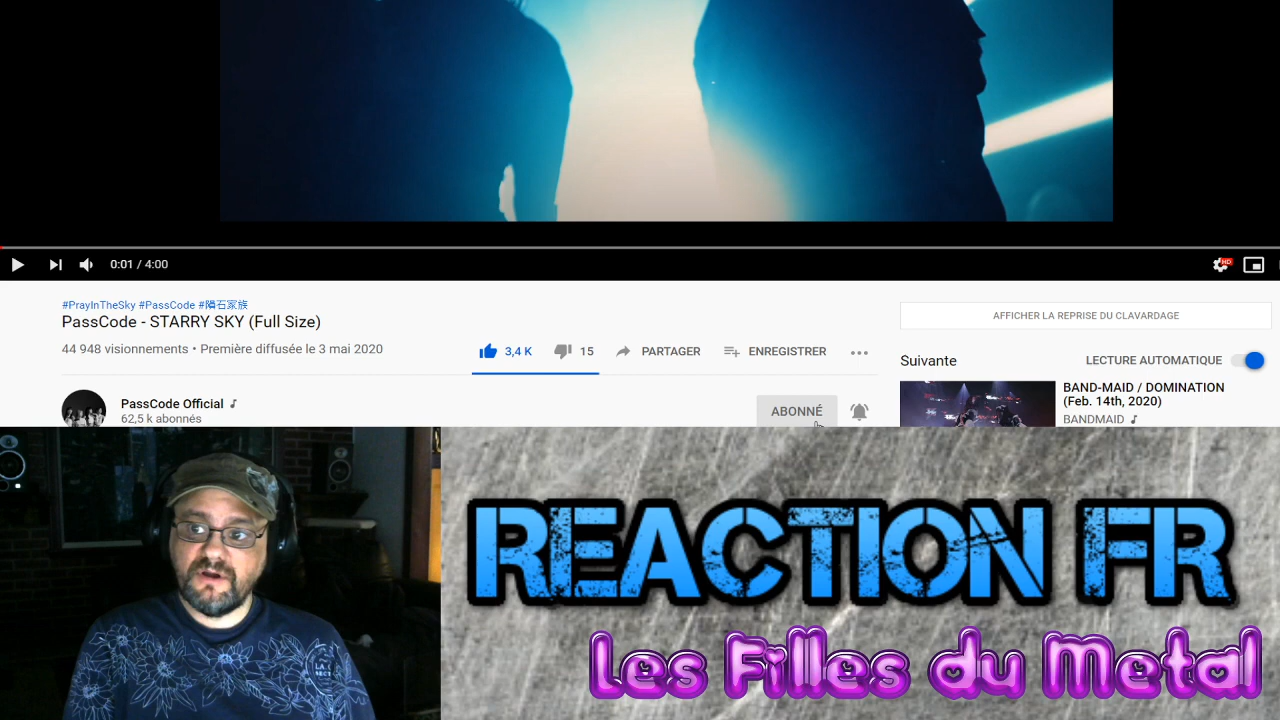 0:01 / 4:00
HD
#PrayInTheSky #PassCode #隕石家族
PassCode - STARRY SKY (Full Size)
44 948 visionnements • Première diffusée le 3 mai 2020
3,4 K
15
PARTAGER
ENREGISTRER
PassCode Official
62,5 k abonnés
ABONNÉ
AFFICHER LA REPRISE DU CLAVARDAGE
Suivante
LECTURE AUTOMATIQUE
BAND-MAID / DOMINATION
(Feb. 14th, 2020)
BANDMAID
REACTION FR
Les Filles du Metal